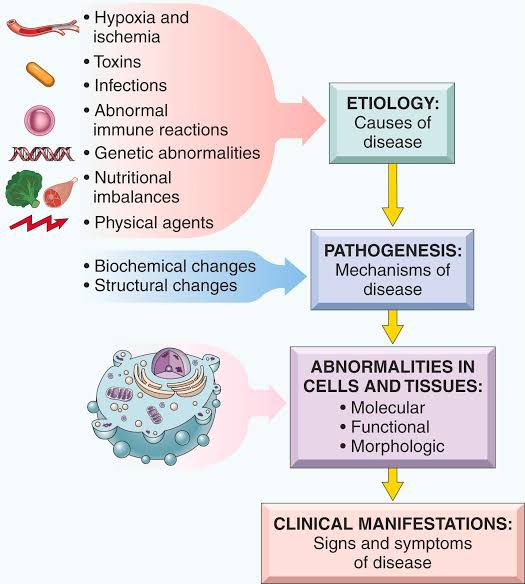 • Hypoxia and
ischemia
• Toxins
• Infections
• Abnormal
immune reactions
• Genetic abnormalities
• Nutritional
imbalances
• Physical agents
ETIOLOGY:
Causes of
disease
• Biochemical changes
• Structural changes
PATHOGENESIS:
Mechanisms of
disease
ABNORMALITIES IN
CELLS AND TISSUES:
• Molecular
• Functional
• Morphologic
CLINICAL MANIFESTATIONS:
Signs and symptoms
of disease